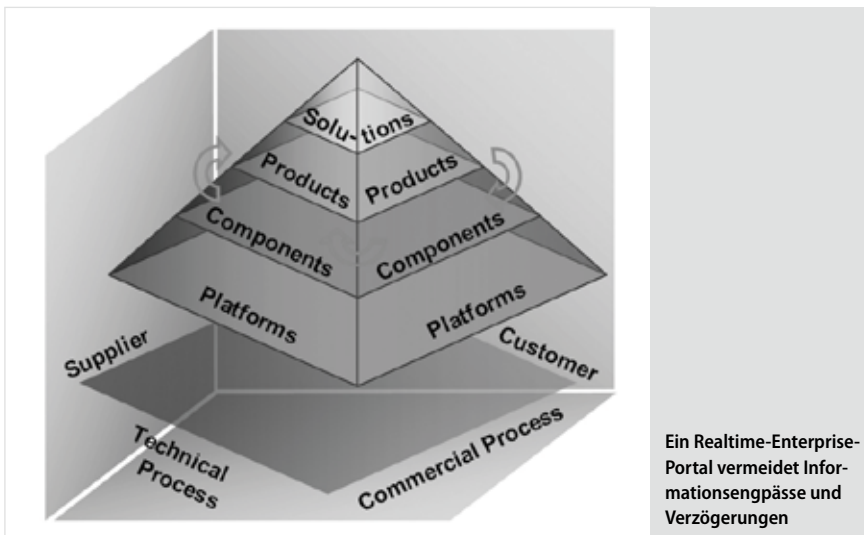 Solu-tions
Products Products
Components Components
Platforms Platforms
Supplier
Customer
Technical
Process
Commercial Process
Ein Realtime-Enterprise-
Portal vermeidet Infor-
mationsengpässe und
Verzögerungen